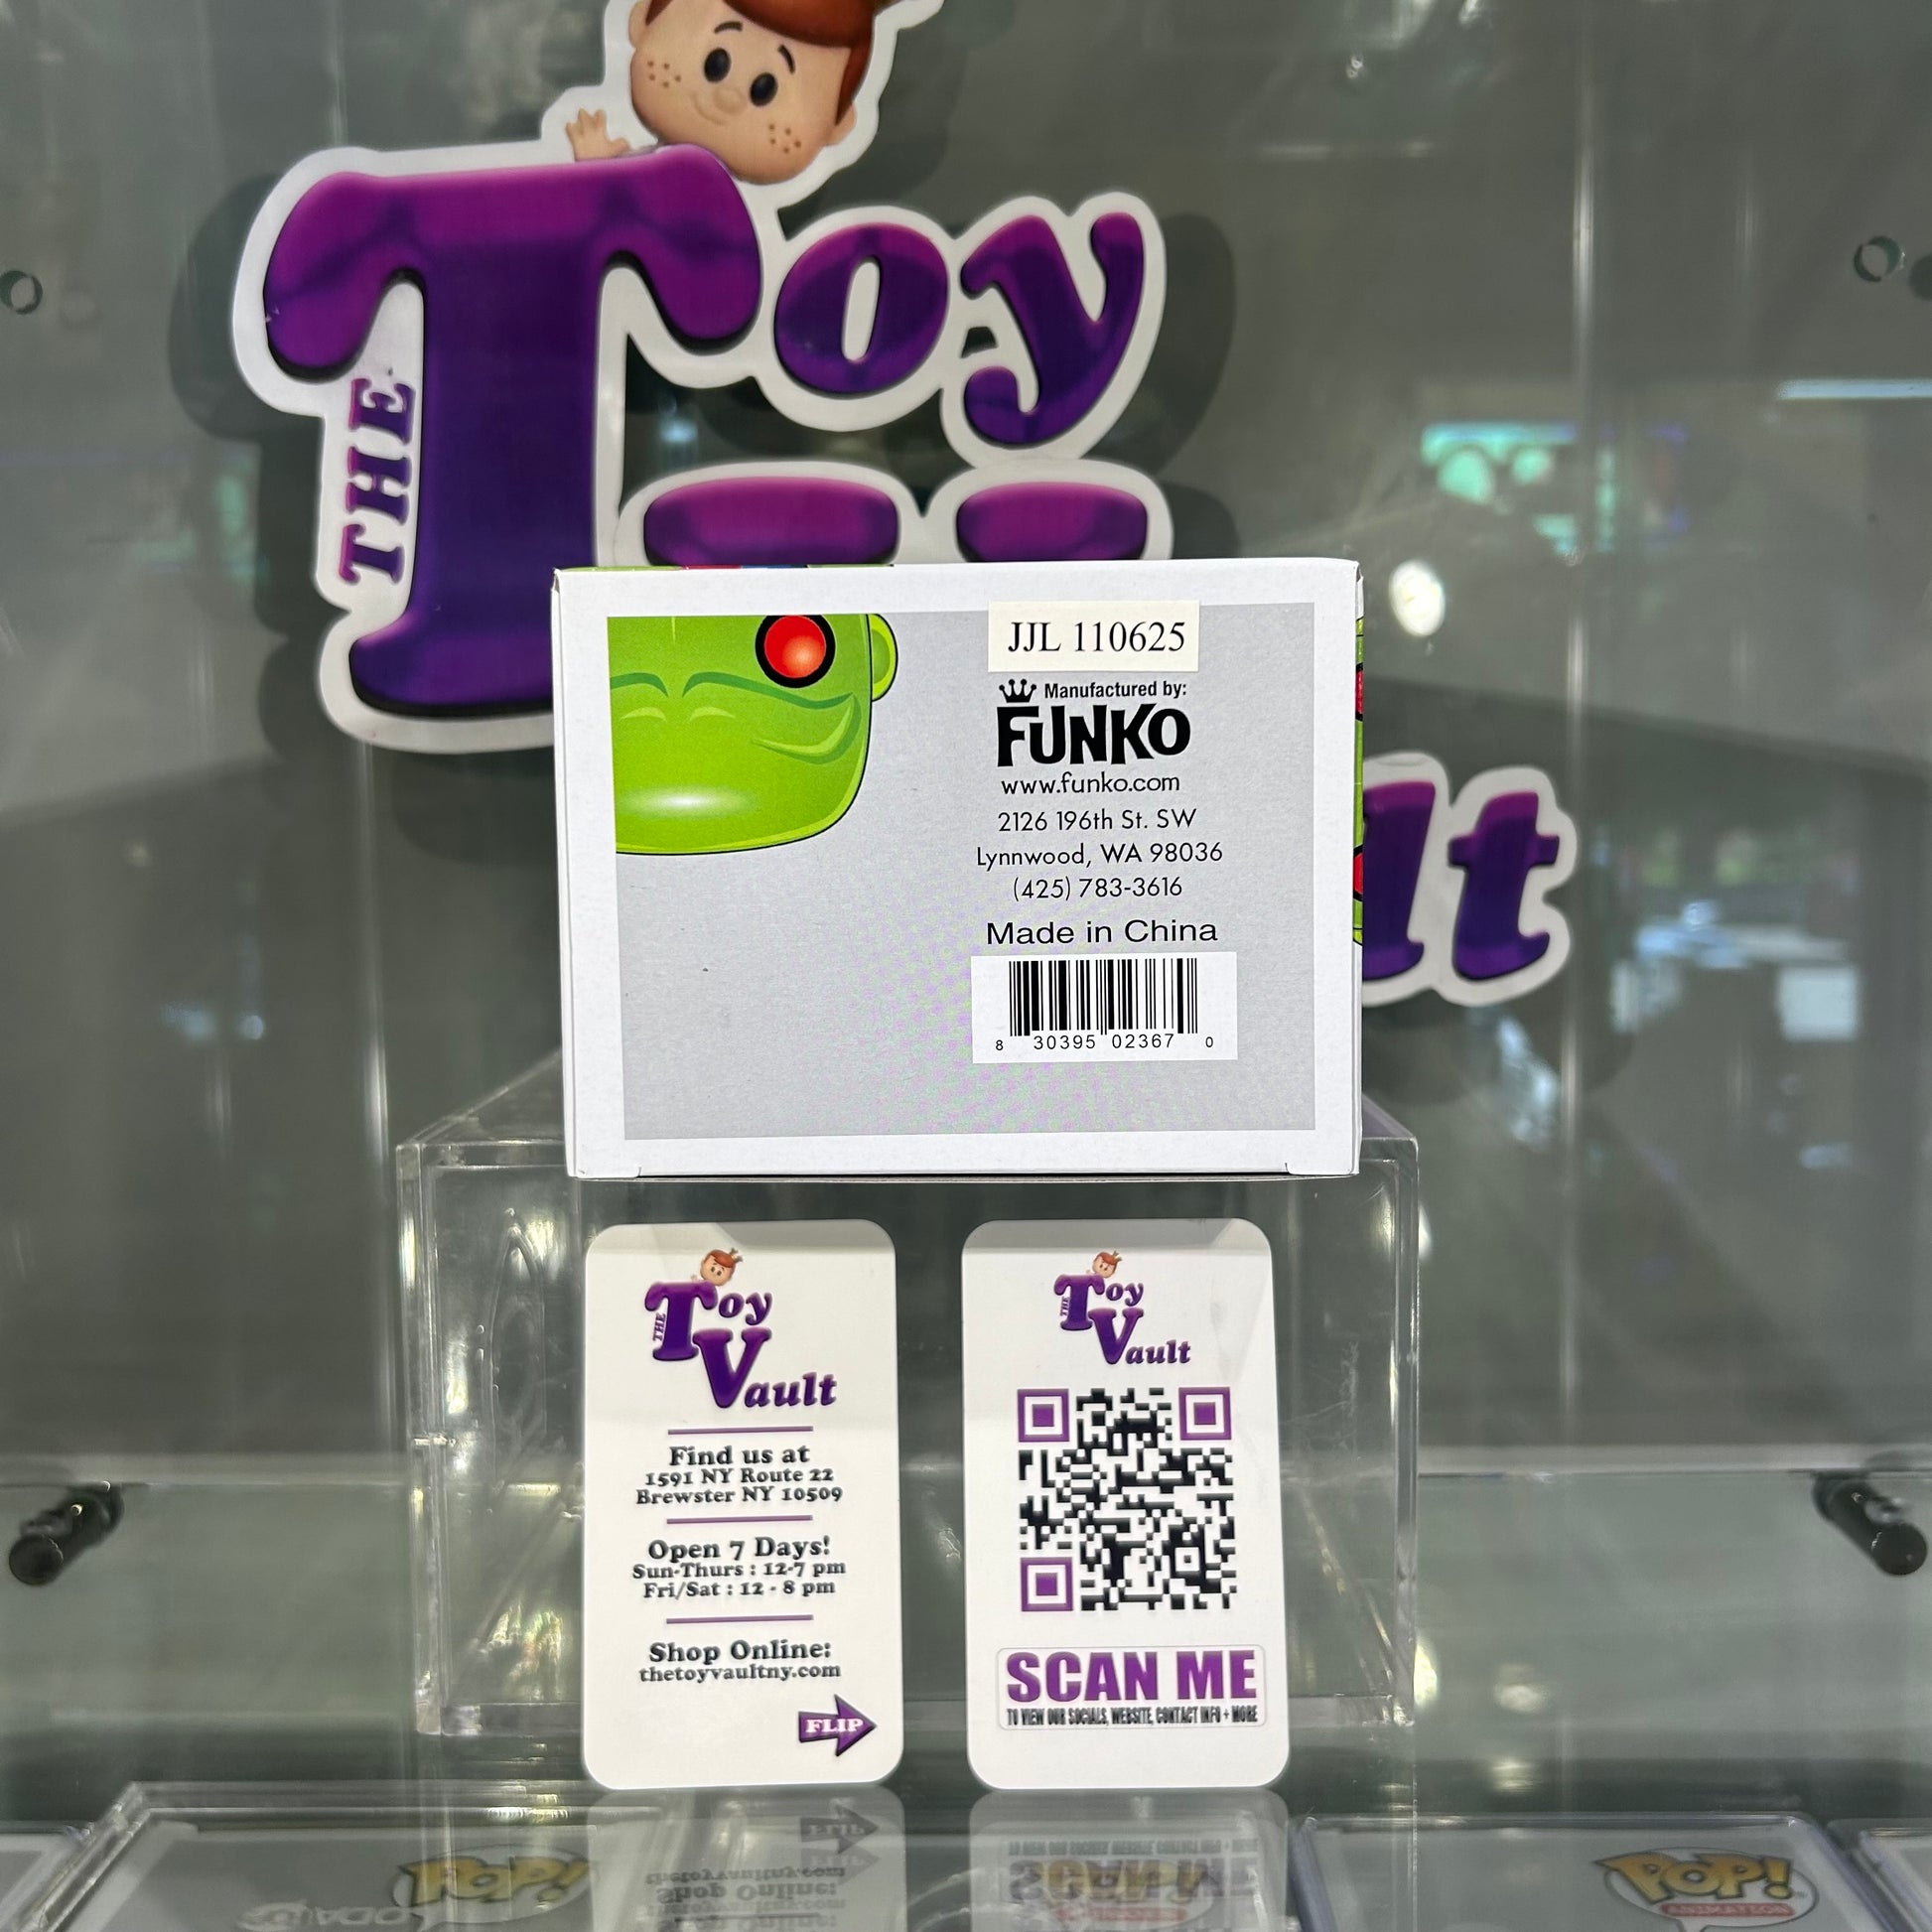 THE
Toy
lt
JJL 110625
Manufactured by:
FUNKO
www.funko.com
2126 196th St. SW
Lynnwood, WA 98036
(425) 783-3616
Made in China
8 30395 02367 0
THE
Toy
Vault
Find us at
1591 NY Route 22
Brewster NY 10509
Open 7 Days!
Sun-Thurs : 12-7 pm
Fri/Sat : 12 - 8 pm
Shop Online:
thetoyvaultny.com
FLIP
THE
Toy
Vault
SCAN ME
TO VIEW OUR SOCIALS, WEBSITE, CONTACT INFO + MORE
POP!
POP!
ANIMATION